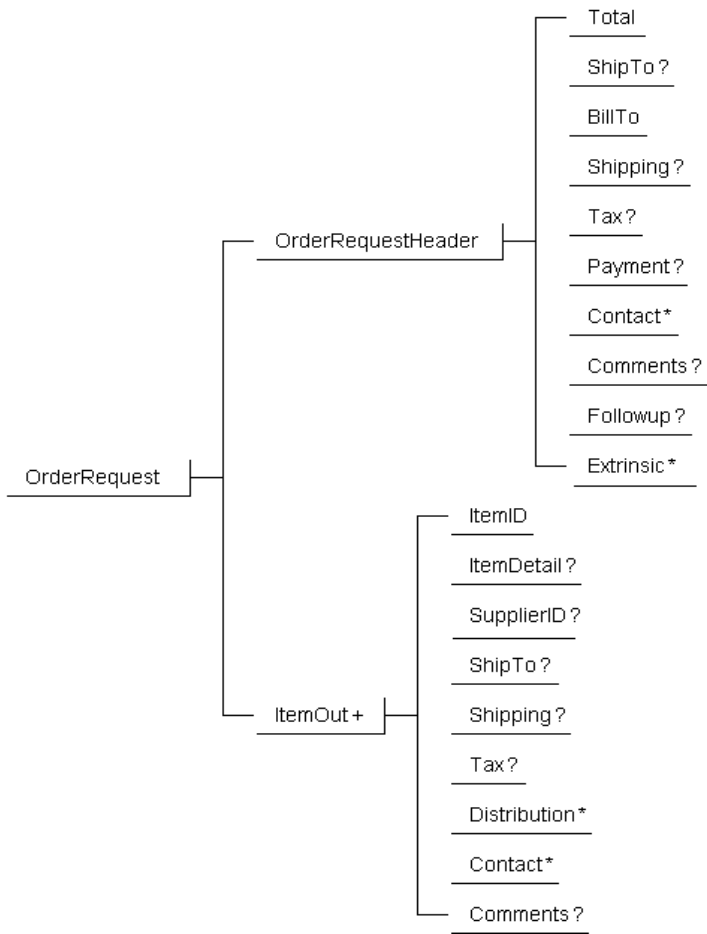 Total
ShipTo?
BillTo
Shipping?
Tax?
OrderRequestHeader
Payment?
Contact*
Comments?
Followup?
Extrinsic*
OrderRequest
ItemID
ItemDetail?
SupplierID?
ShipTo?
ItemOut+
Shipping?
Tax?
Distribution*
Contact*
Comments?